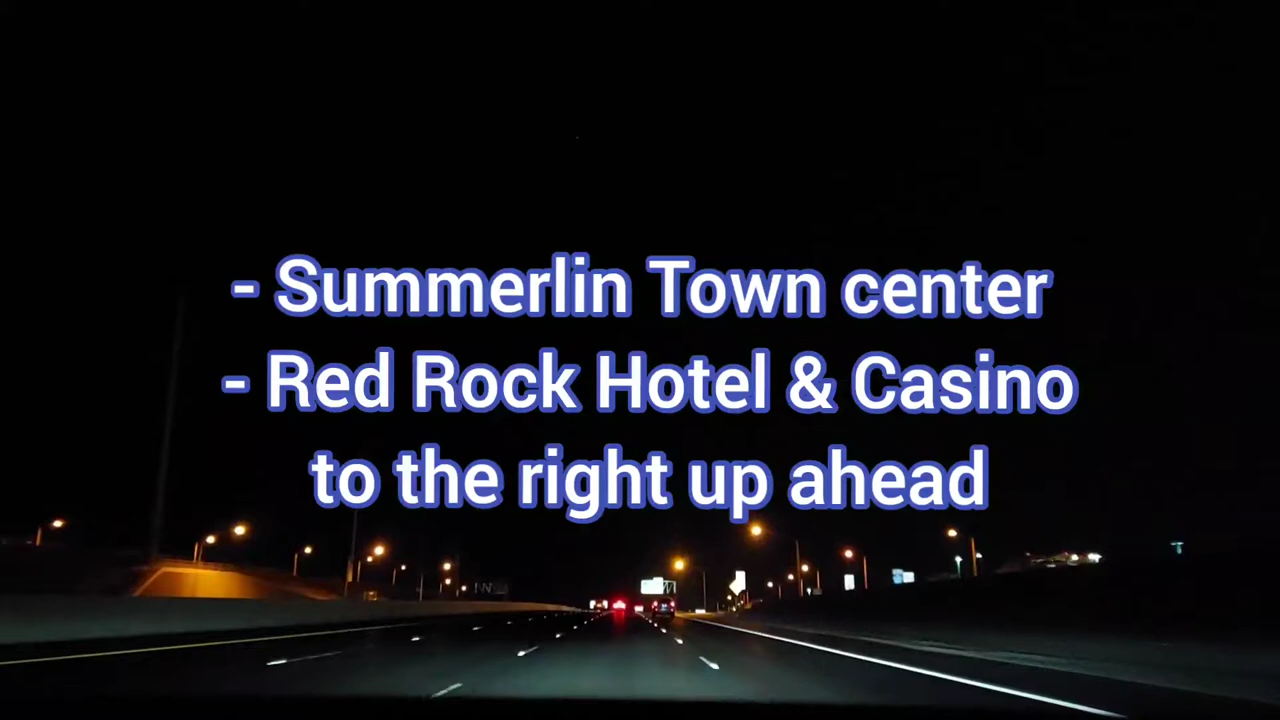 - Summerlin Town center
- Red Rock Hotel & Casino
to the right up ahead